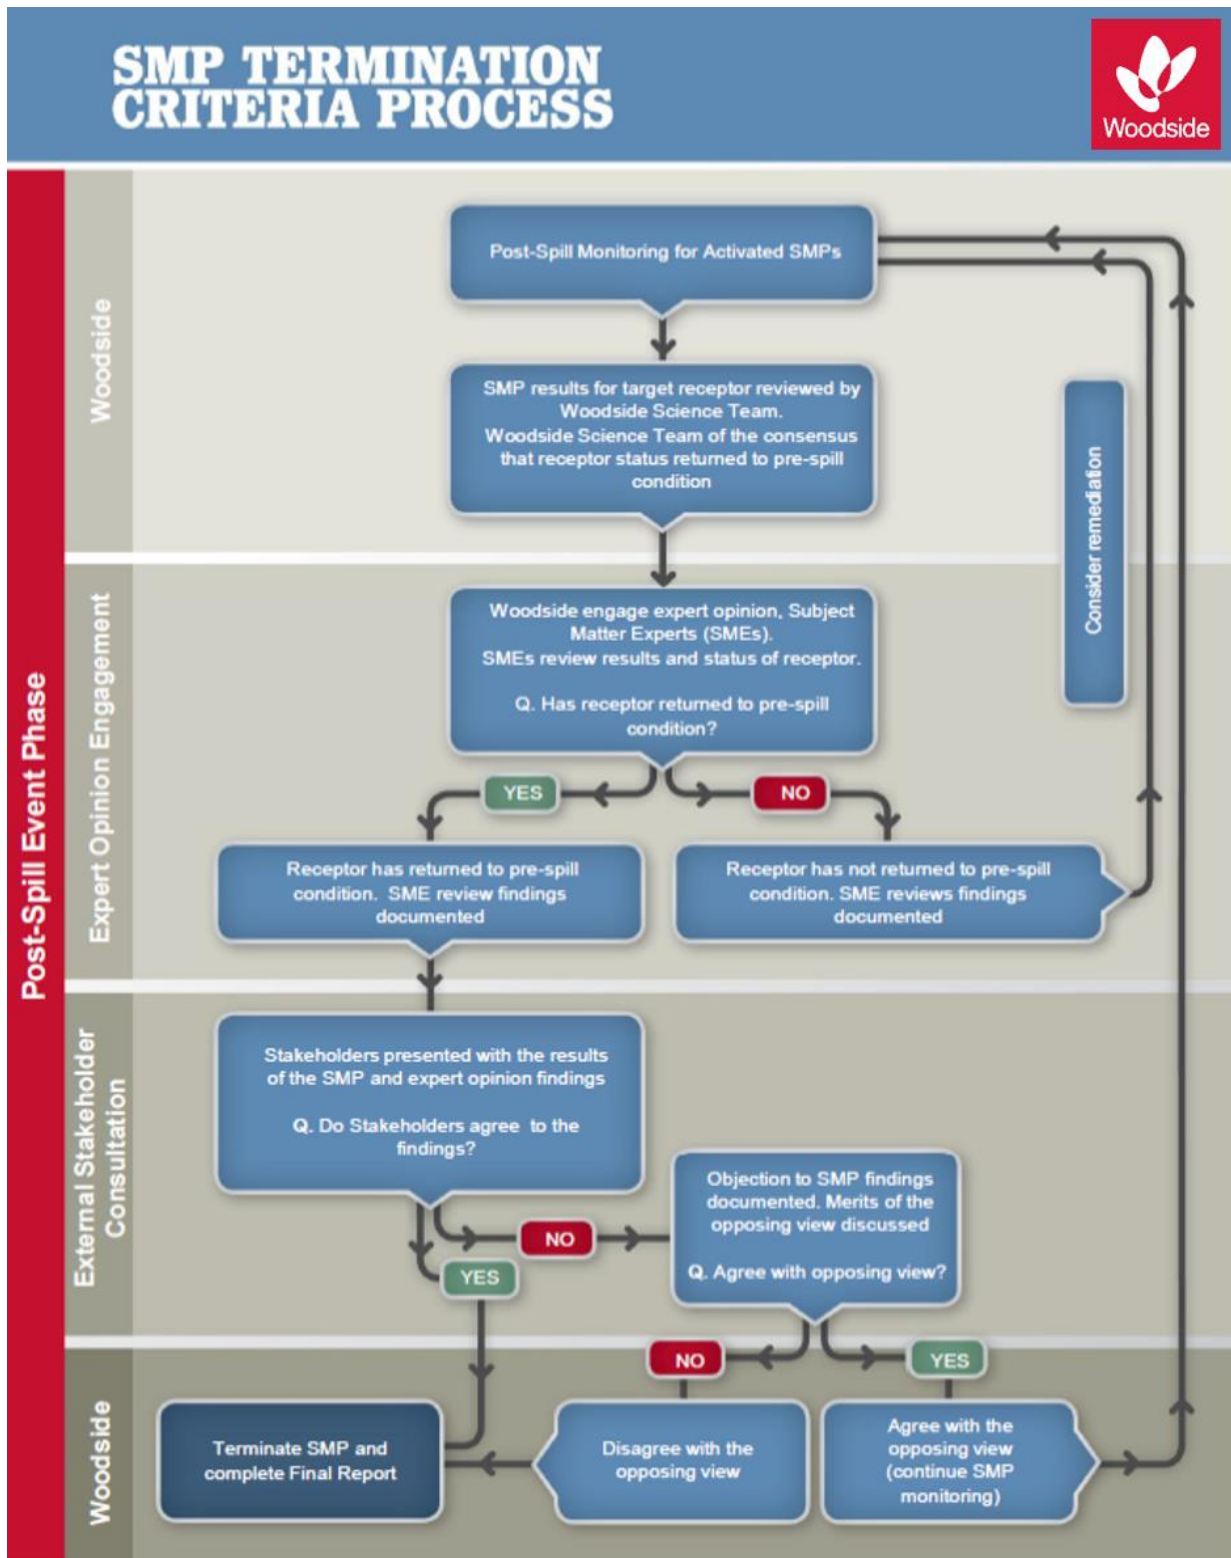 SMP TERMINATION
CRITERIA PROCESS
Woodside
Post-Spill Event Phase
Woodside
Post-Spill Monitoring for Activated SMPs
SMP results for target receptor reviewed by
Woodside Science Team.
Woodside Science Team of the consensus
that receptor status returned to pre-spill
condition
Consider remediation
Expert Opinion Engagement
Woodside engage expert opinion, Subject
Matter Experts (SMEs).
SMEs review results and status of receptor.
Q. Has receptor returned to pre-spill
condition?
YES
NO
Receptor has returned to pre-spill
condition. SME review findings
documented
Receptor has not returned to pre-spill
condition. SME reviews findings
documented
External Stakeholder
Consultation
Stakeholders presented with the results
of the SMP and expert opinion findings
Q. Do Stakeholders agree to the
findings?
NO
YES
Objection to SMP findings
documented. Merits of the
opposing view discussed
Q. Agree with opposing view?
NO
YES
Woodside
Terminate SMP and
complete Final Report
Disagree with the
opposing view
Agree with the
opposing view
(continue SMP
monitoring)